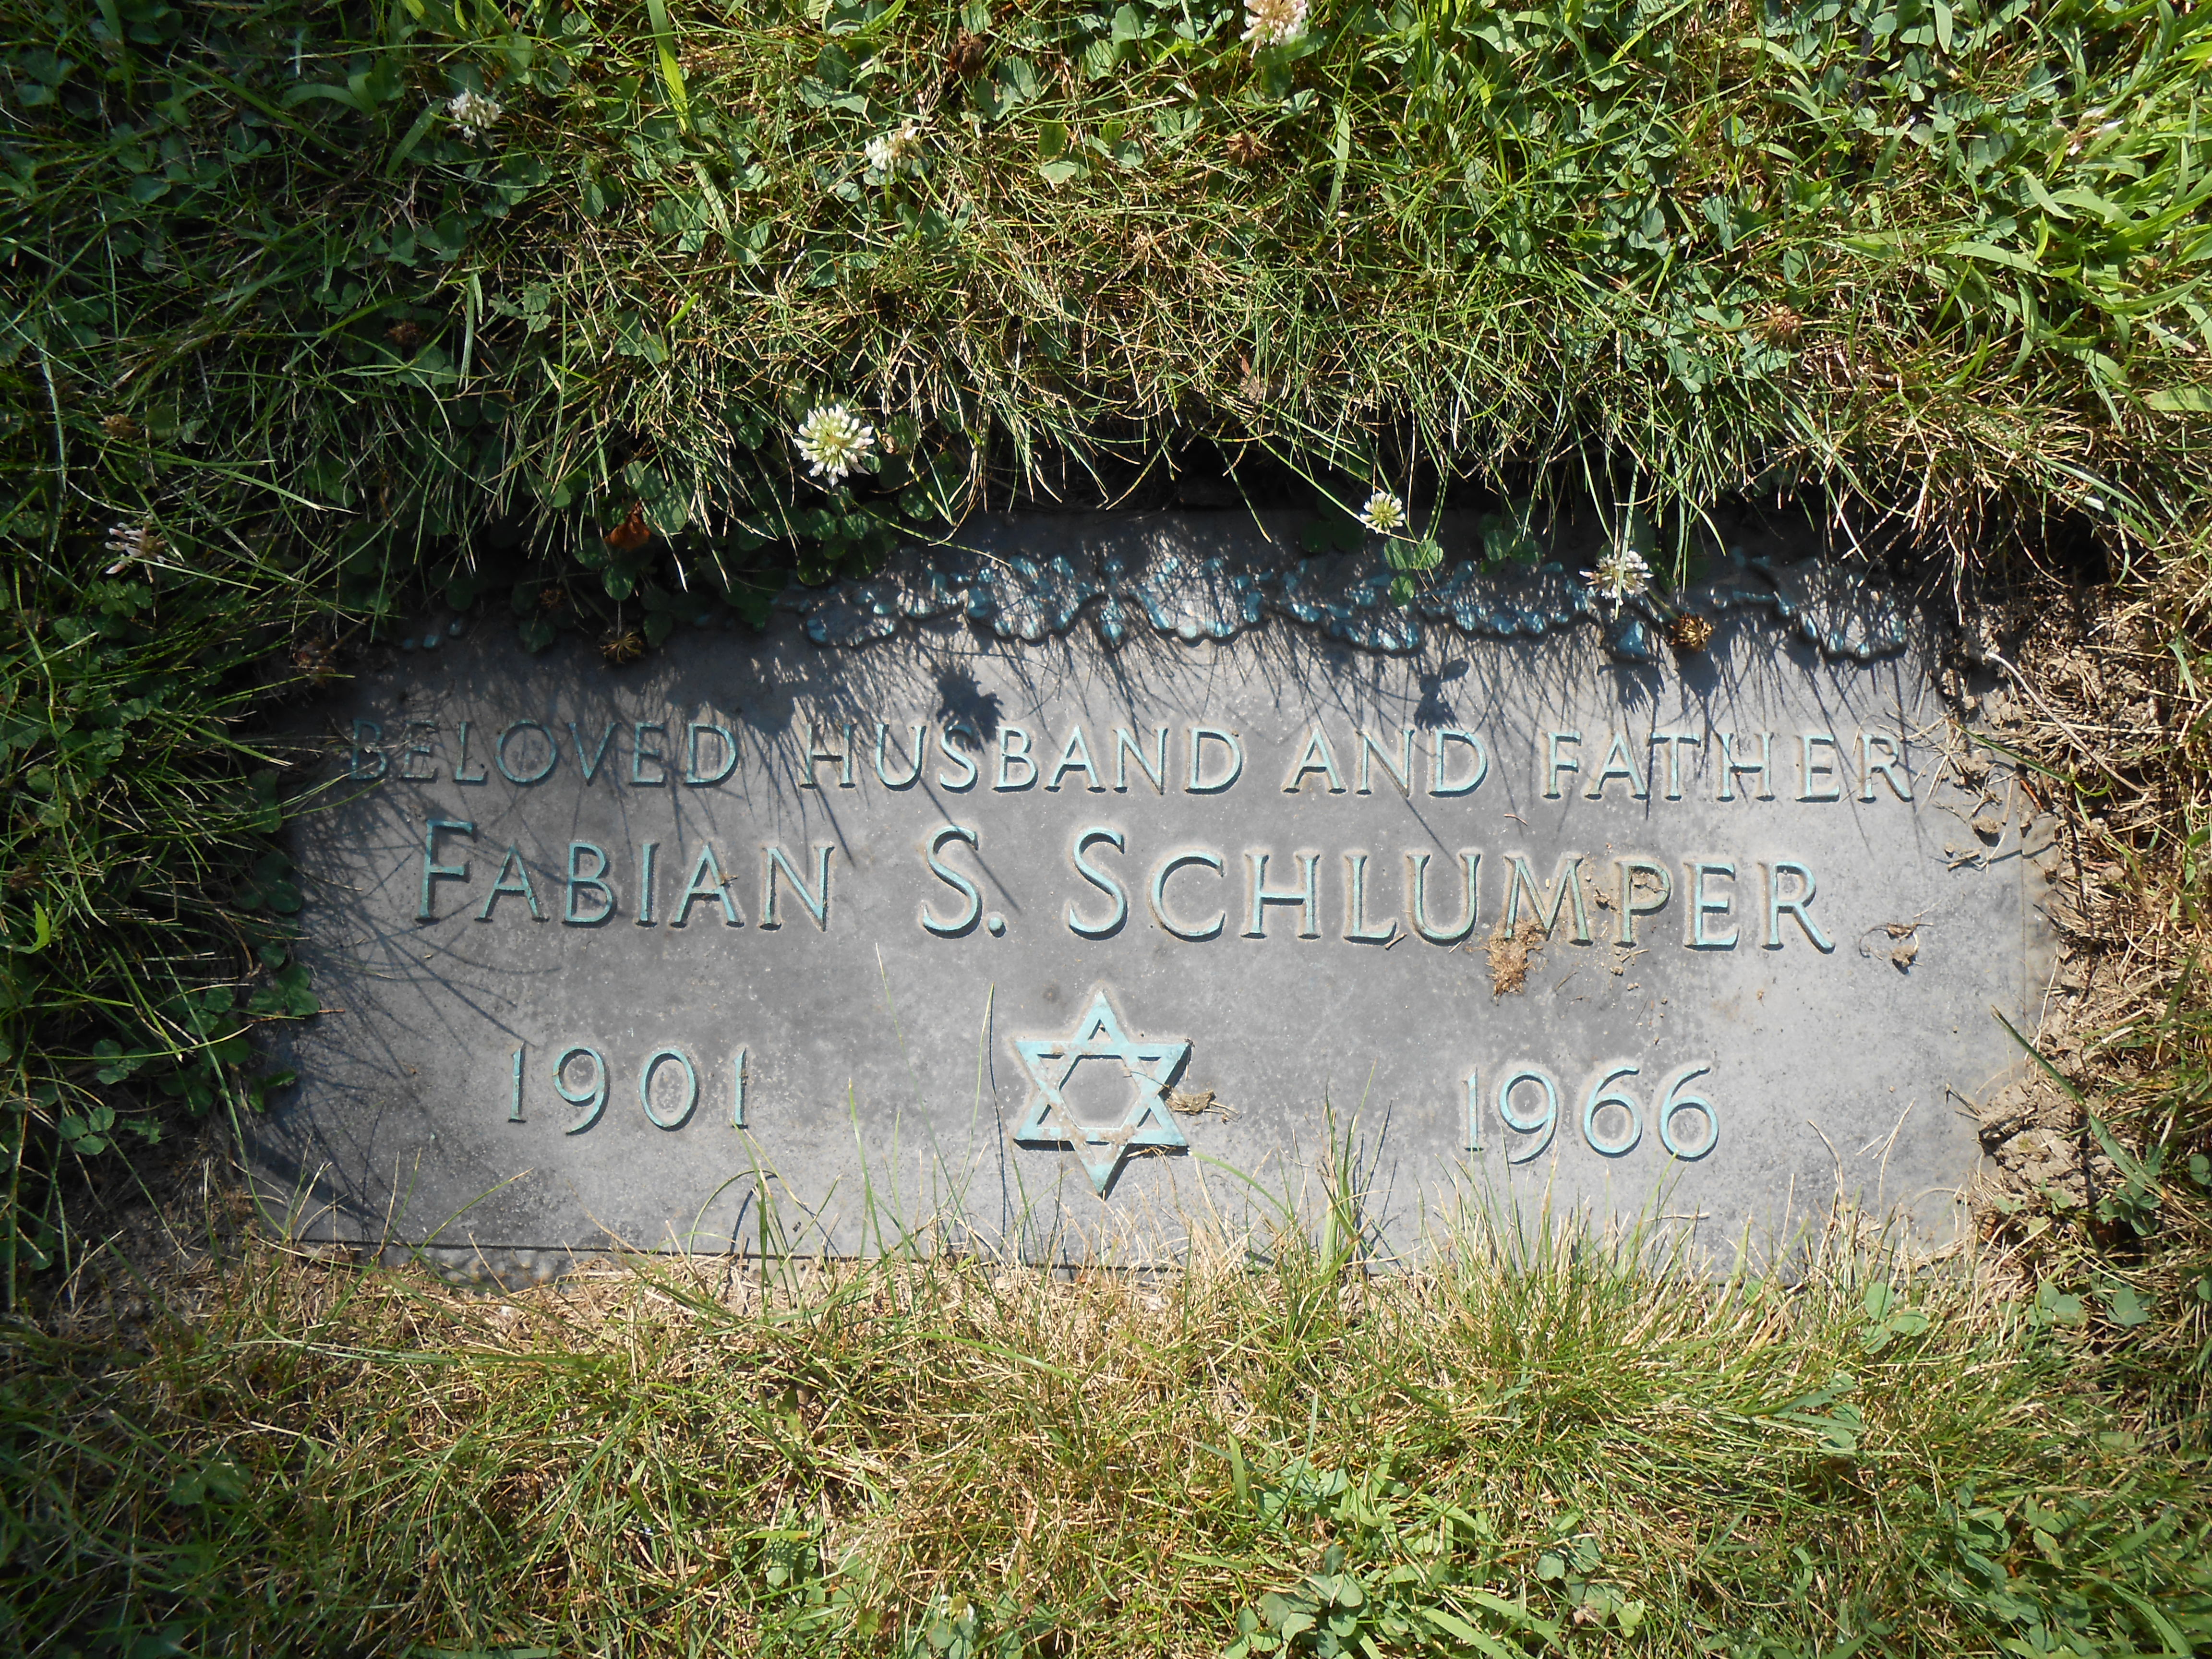 BELOVED HUSBAND AND FATHER
FABIAN S. SCHLUMPER
1901 1966